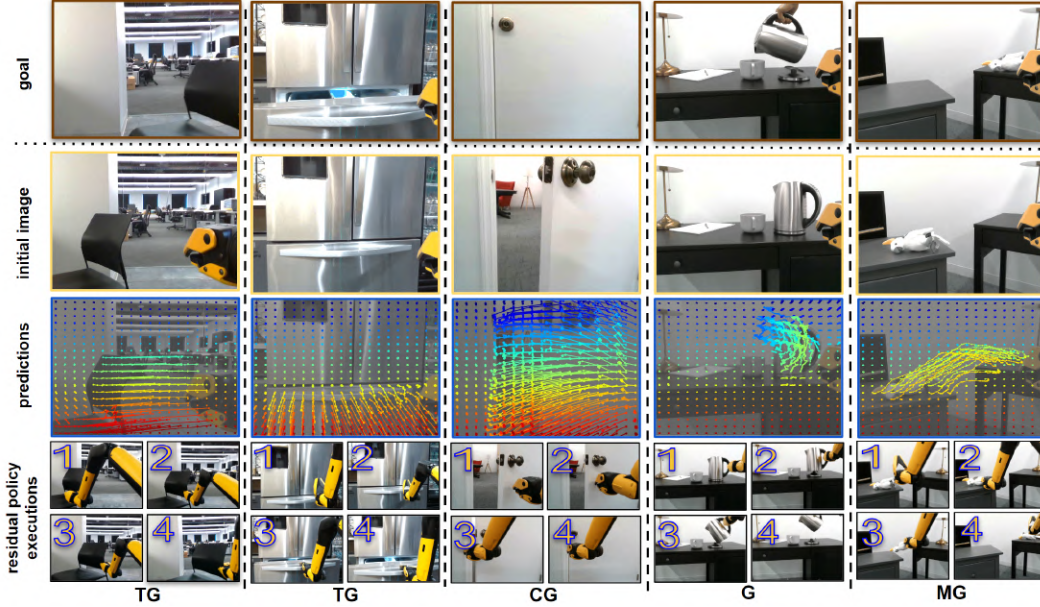 goal
initial image
predictions
residual policy
executions
1 2 1 2 1 2 1 2 1 2
3 4 3 4 3 4 3 4 3 4
TG TG CG G MG